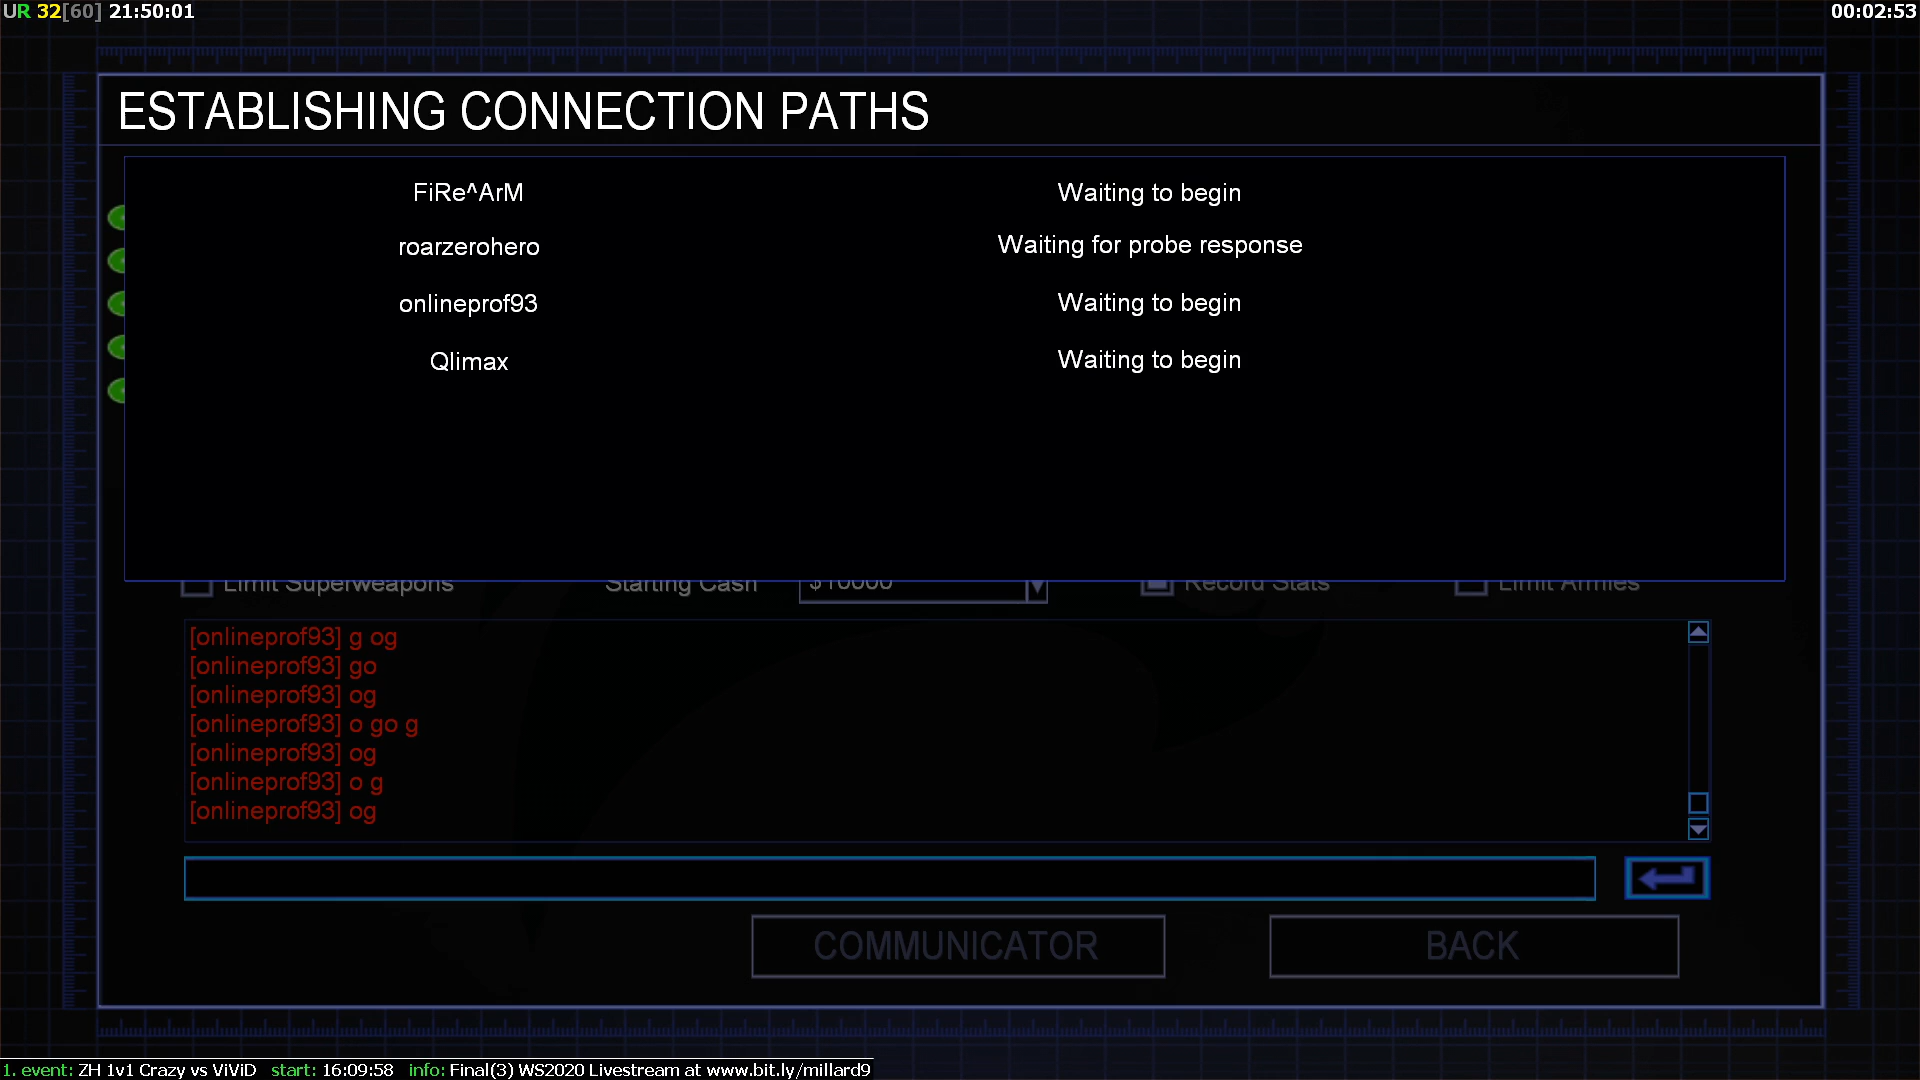 UR 32[60] 21:50:01
00:02:53
ESTABLISHING CONNECTION PATHS
FiRe^ArM Waiting to begin
roarzerohero Waiting for probe response
onlineprof93 Waiting to begin
Qlimax Waiting to begin
Limit Superweapons Starting Cash $10000 Record Stats Limit Armies
[onlineprof93] g og
[onlineprof93] go
[onlineprof93] og
[onlineprof93] o go g
[onlineprof93] og
[onlineprof93] o g
[onlineprof93] og
COMMUNICATOR BACK
1. event: ZH 1v1 Crazy vs ViViD start: 16:09:58 info: Final(3) WS2020 Livestream at www.bit.ly/millard9